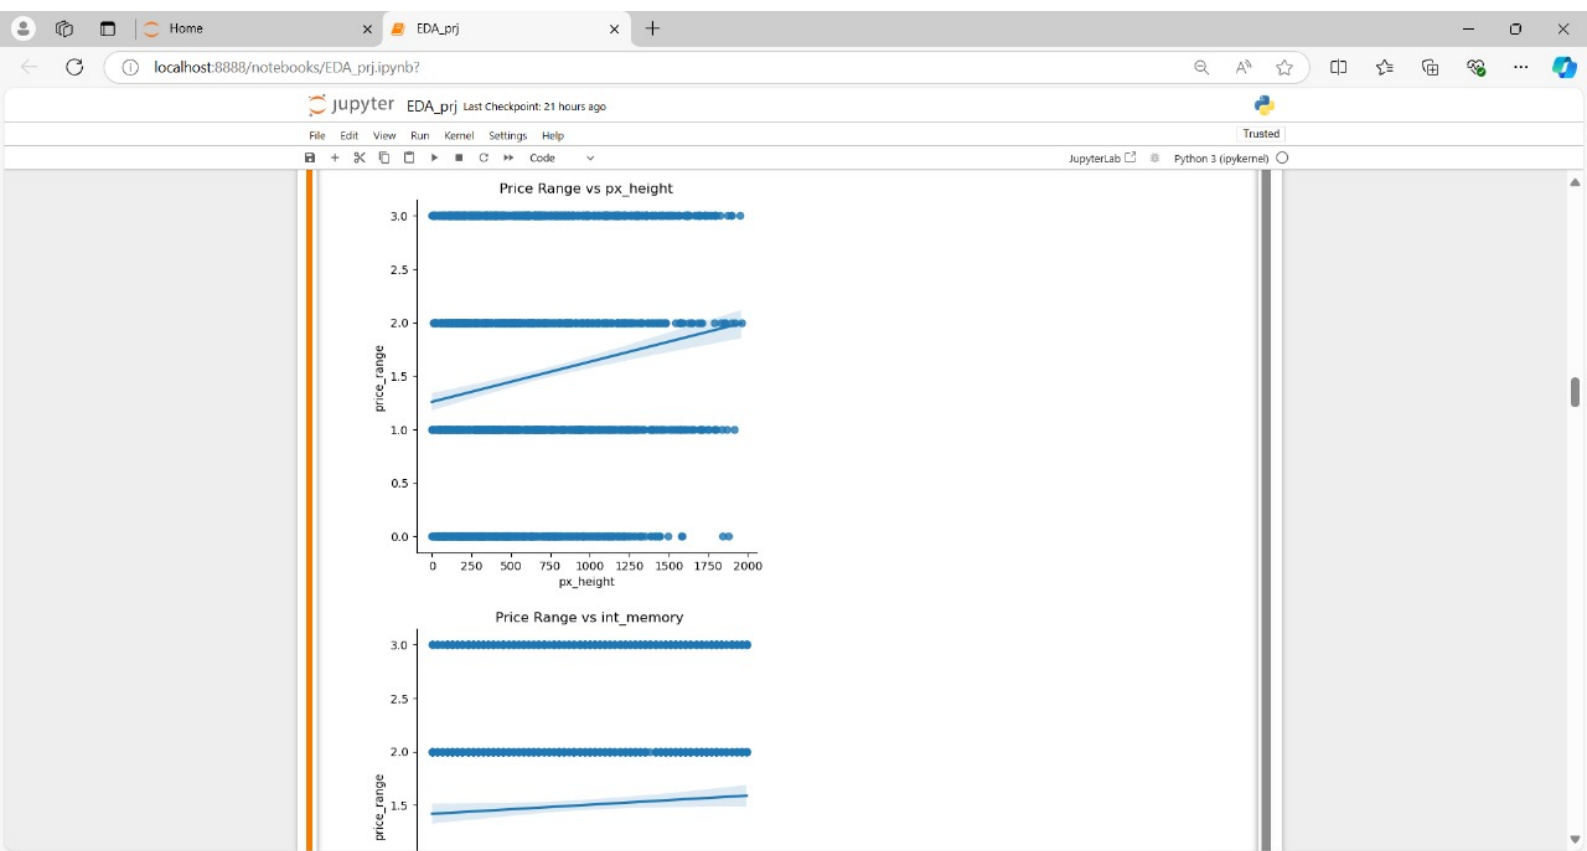 Home
EDA_prj
localhost:8888/notebooks/EDA_prj.ipynb?
jupyter EDA_prj Last Checkpoint: 21 hours ago
File Edit View Run Kernel Settings Help Trusted
Code JupyterLab Python 3 (ipykernel)
Price Range vs px_height
3.0
2.5
2.0
1.5
1.0
0.5
0.0
price_range
0 250 500 750 1000 1250 1500 1750 2000
px_height
Price Range vs int_memory
3.0
2.5
2.0
1.5
price_range